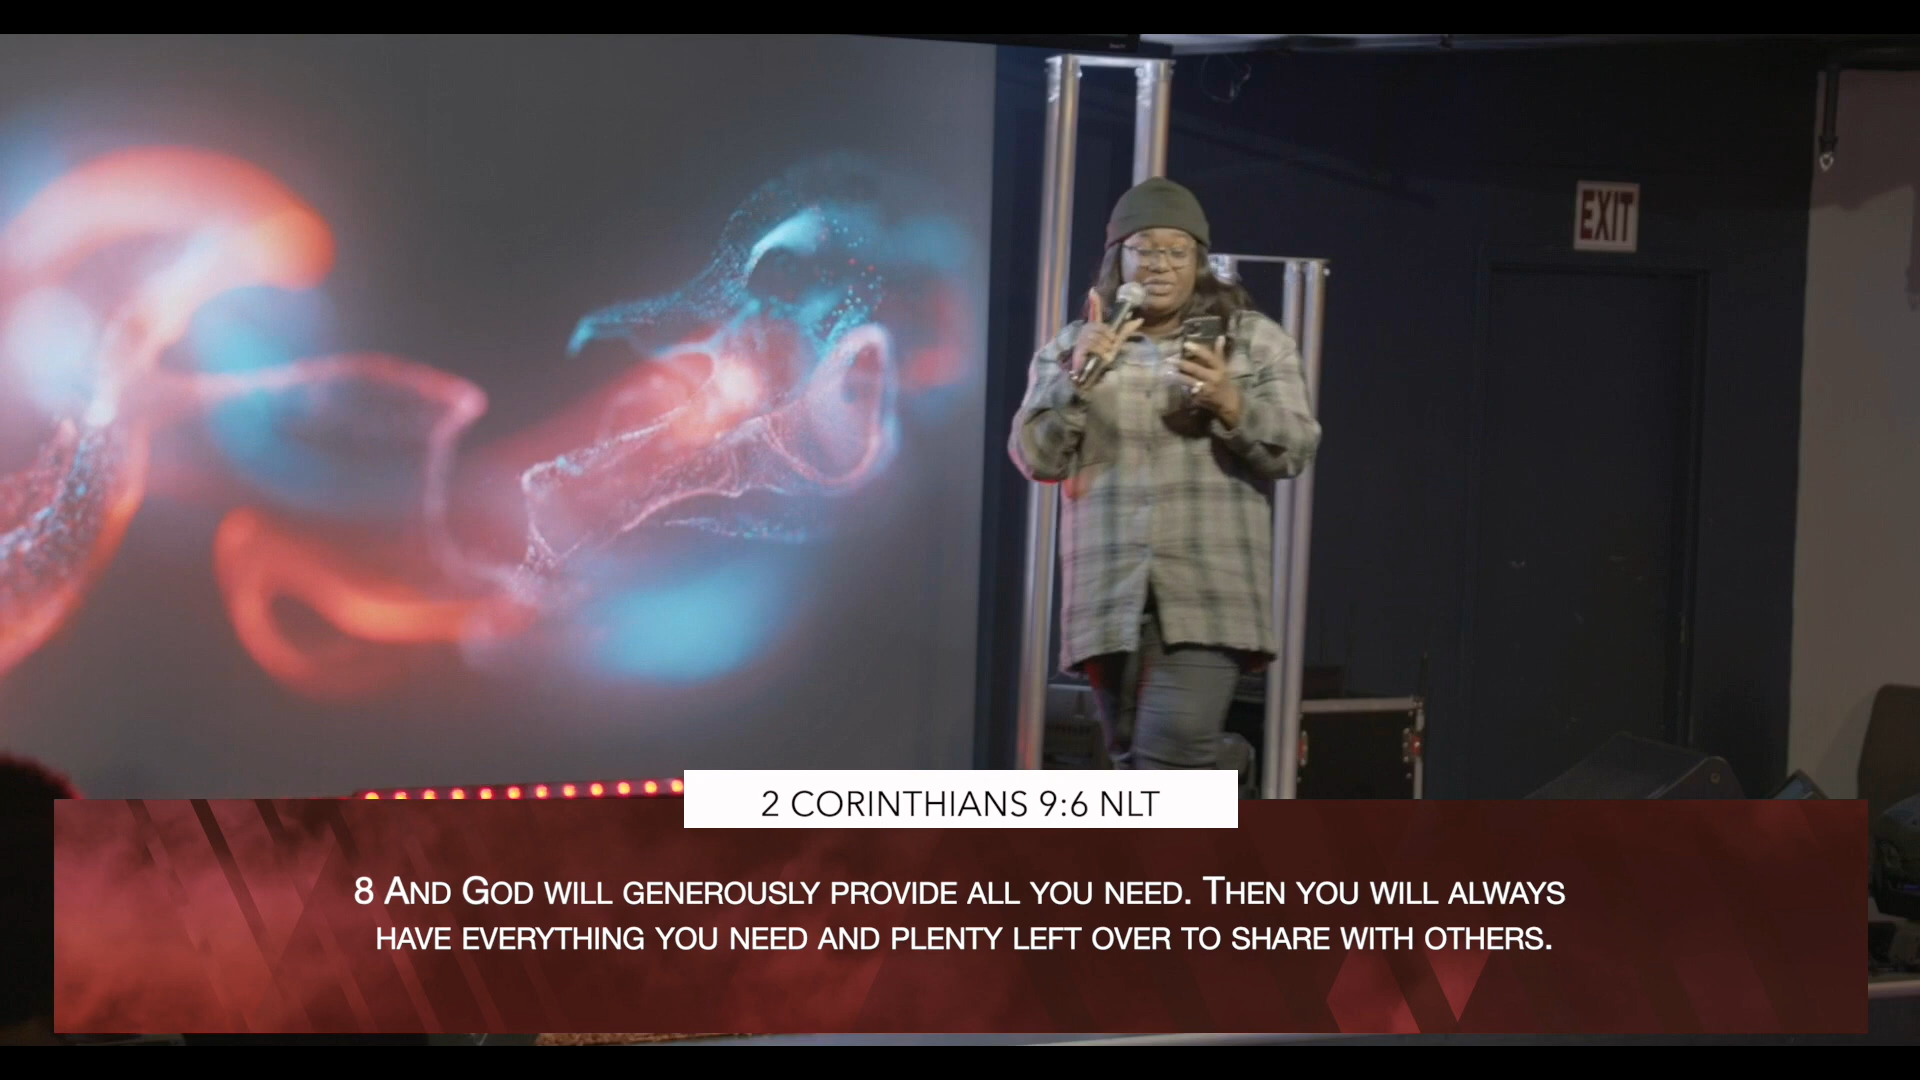 EXIT
2 CORINTHIANS 9:6 NLT
8 AND GOD WILL GENEROUSLY PROVIDE ALL YOU NEED. THEN YOU WILL ALWAYS
HAVE EVERYTHING YOU NEED AND PLENTY LEFT OVER TO SHARE WITH OTHERS.